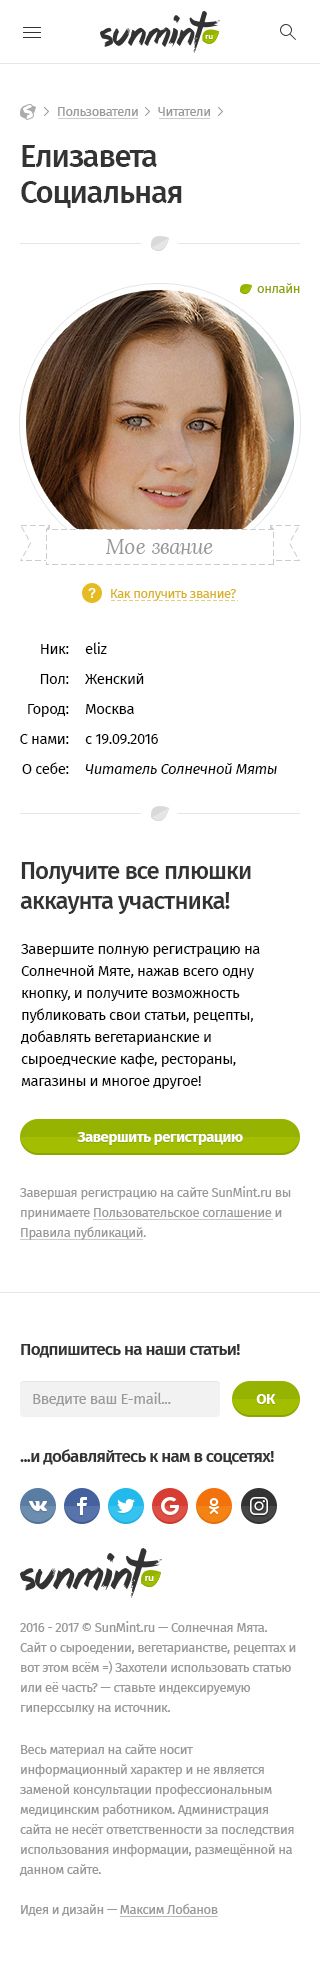 sunmint ru
Пользователи Читатели
Елизавета
Социальная
онлайн
Мое звание
? Как получить звание?
Ник: eliz
Пол: Женский
Город: Москва
С нами: с 19.09.2016
О себе: Читатель Солнечной Мяты
Получите все плюшки
аккаунта участника!
Завершите полную регистрацию на
Солнечной Мяте, нажав всего одну
кнопку, и получите возможность
публиковать свои статьи, рецепты,
добавлять вегетарианские и
сыроедческие кафе, рестораны,
магазины и многое другое!
Завершить регистрацию
Завершая регистрацию на сайте SunMint.ru вы
принимаете Пользовательское соглашение и
Правила публикаций.
Подпишитесь на наши статьи!
Введите ваш E-mail... ОК
...и добавляйтесь к нам в соцсетях!
sunmint ru
2016 - 2017 © SunMint.ru — Солнечная Мята.
Сайт о сыроедении, вегетарианстве, рецептах и
вот этом всём =) Захотели использовать статью
или её часть? — ставьте индексируемую
гиперссылку на источник.
Весь материал на сайте носит
информационный характер и не является
заменой консультации профессиональным
медицинским работником. Администрация
сайта не несёт ответственности за последствия
использования информации, размещённой на
данном сайте.
Идея и дизайн — Максим Лобанов